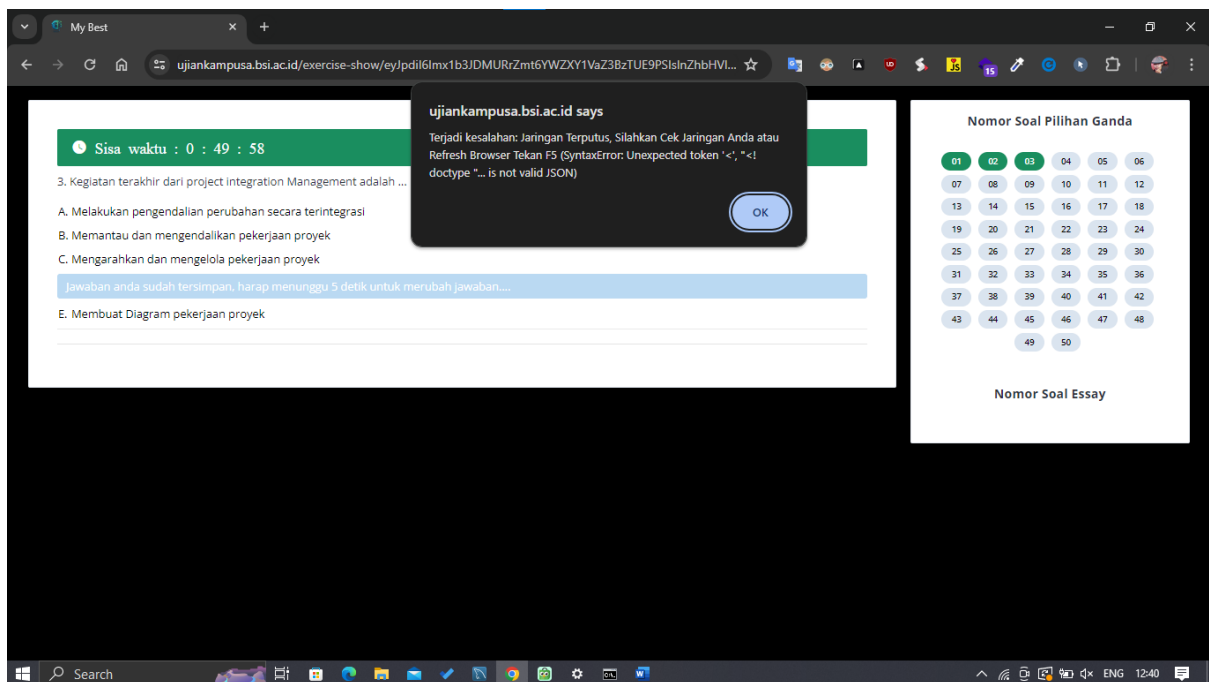 My Best
ujiankampusa.bsi.ac.id/exercise-show/eyJpdiI6Imx1b3JDMURrZmt6YWZXY1VaZ3BzTUE9PSIsInZhbHVl...
15
ujiankampusa.bsi.ac.id says
Terjadi kesalahan: Jaringan Terputus, Silahkan Cek Jaringan Anda atau
Refresh Browser Tekan F5 (SyntaxError: Unexpected token '<', "<!
doctype "... is not valid JSON)
OK
Sisa waktu : 0 : 49 : 58
3. Kegiatan terakhir dari project integration Management adalah ...
A. Melakukan pengendalian perubahan secara terintegrasi
B. Memantau dan mengendalikan pekerjaan proyek
C. Mengarahkan dan mengelola pekerjaan proyek
Jawaban anda sudah tersimpan, harap menunggu 5 detik untuk merubah jawaban....
E. Membuat Diagram pekerjaan proyek
Nomor Soal Pilihan Ganda
01 02 03 04 05 06
07 08 09 10 11 12
13 14 15 16 17 18
19 20 21 22 23 24
25 26 27 28 29 30
31 32 33 34 35 36
37 38 39 40 41 42
43 44 45 46 47 48
49 50
Nomor Soal Essay
Search
ENG 12:40